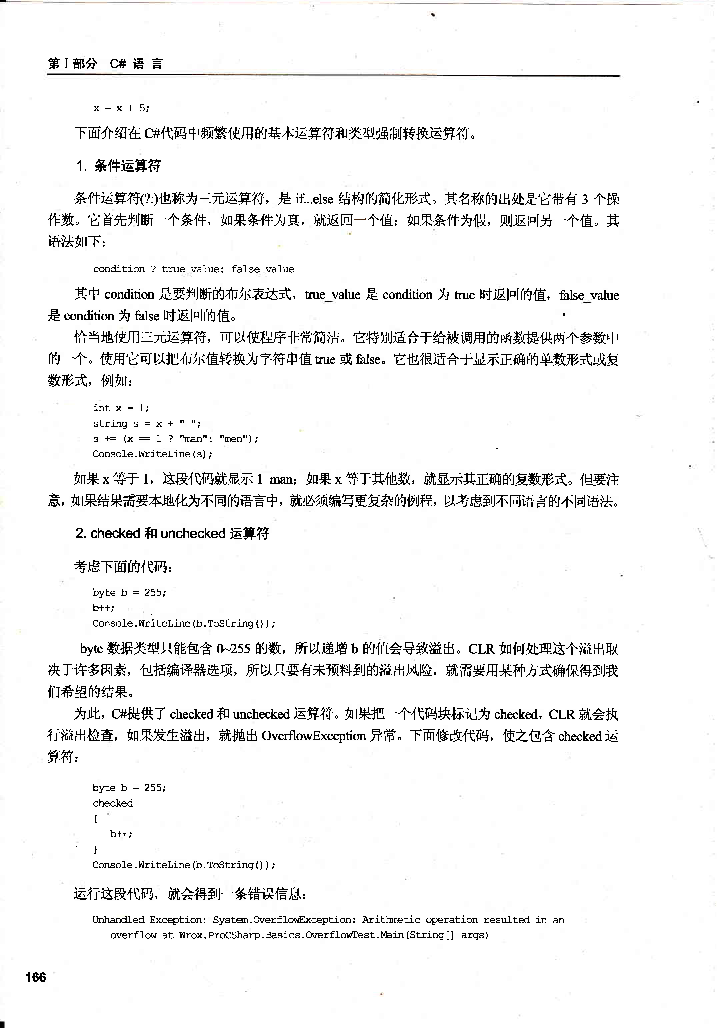 第 I 部分 C# 语 言
x = x + 5;
下面介绍在 C#代码中频繁使用的基本运算符和类型强制转换运算符。
1. 条件运算符
条件运算符(?:)也称为三元运算符，是 if...else 结构的简化形式。其名称的出处是它带有 3 个操
作数。它首先判断一个条件，如果条件为真，就返回一个值；如果条件为假，则返回另一个值。其
语法如下：
condition ? true_value: false_value
其中 condition 是要判断的布尔表达式，true_value 是 condition 为 true 时返回的值，false_value
是 condition 为 false 时返回的值。
恰当地使用三元运算符，可以使程序非常简洁。它特别适合于给被调用的函数提供两个参数中
的一个。使用它可以把布尔值转换为字符串值 true 或 false。它也很适合于显示正确的单数形式或复
数形式，例如：
int x = 1;
string s = x + " ";
s += (x == 1 ? "man": "men");
Console.WriteLine(s);
如果 x 等于 1，这段代码就显示 1 man；如果 x 等于其他数，就显示其正确的复数形式。但要注
意，如果结果需要本地化为不同的语言中，就必须编写更复杂的例程，以考虑到不同语言的不同语法。
2. checked 和 unchecked 运算符
考虑下面的代码：
byte b = 255;
b++;
Console.WriteLine(b.ToString());
byte 数据类型只能包含 0~255 的数，所以递增 b 的值会导致溢出。CLR 如何处理这个溢出取
决于许多因素，包括编译器选项，所以只要有未预料到的溢出风险，就需要用某种方式确保得到我
们希望的结果。
为此，C#提供了 checked 和 unchecked 运算符。如果把一个代码块标记为 checked，CLR 就会执
行溢出检查，如果发生溢出，就抛出 OverflowException 异常。下面修改代码，使之包含 checked 运
算符：
byte b = 255;
checked
{
b++;
}
Console.WriteLine(b.ToString());
运行这段代码，就会得到一条错误信息：
Unhandled Exception: System.OverflowException: Arithmetic operation resulted in an
overflow at Wrox.ProCSharp.Basics.OverflowTest.Main(String[] args)
166